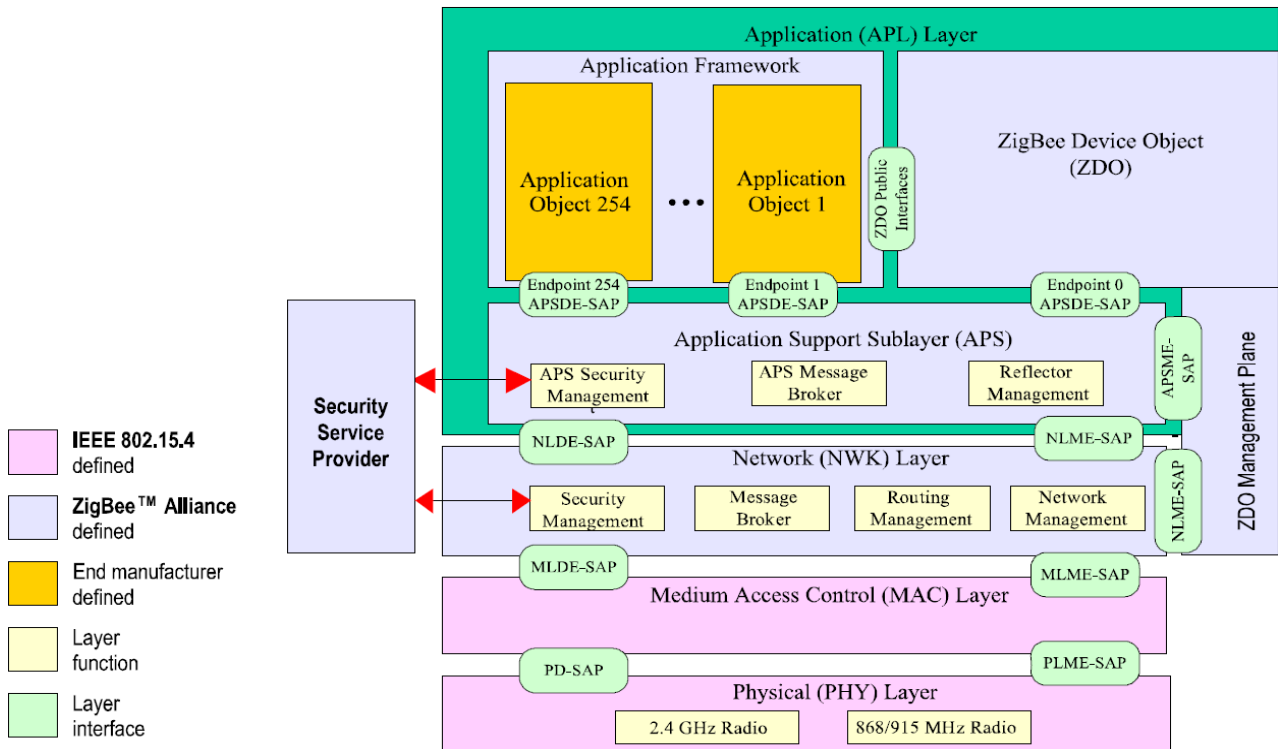 Application (APL) Layer
Application Framework
ZigBee Device Object
(ZDO)
Application
Object 254
...
Application
Object 1
ZDO Public
Interfaces
Endpoint 254
APSDE-SAP
Endpoint 1
APSDE-SAP
Endpoint 0
APSDE-SAP
Application Support Sublayer (APS)
APS Security
Management
APS Message
Broker
Reflector
Management
APSME-
SAP
Security
Service
Provider
NLDE-SAP
NLME-SAP
Network (NWK) Layer
Security
Management
Message
Broker
Routing
Management
Network
Management
NLME-SAP
ZDO Management Plane
MLDE-SAP
MLME-SAP
Medium Access Control (MAC) Layer
PD-SAP
PLME-SAP
Physical (PHY) Layer
2.4 GHz Radio
868/915 MHz Radio
IEEE 802.15.4
defined
ZigBee™ Alliance
defined
End manufacturer
defined
Layer
function
Layer
interface